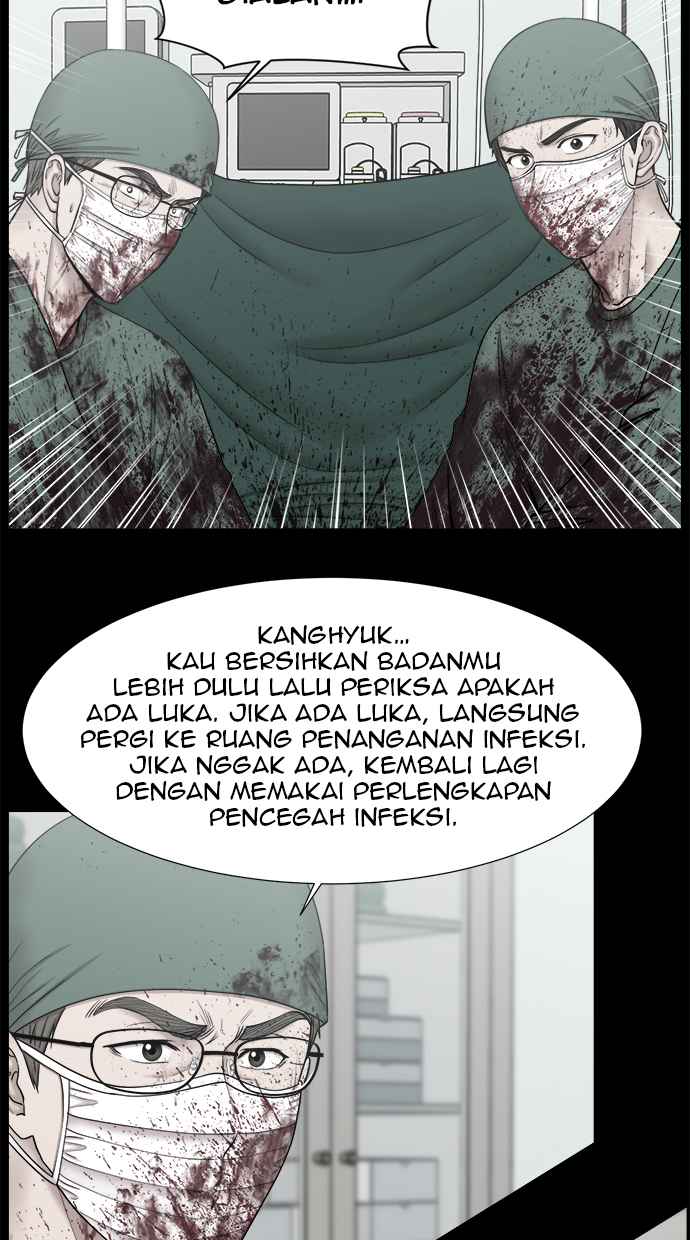 KANGHYUK...
KAU BERSIHKAN BADANMU
LEBIH DULU LALU PERIKSA APAKAH
ADA LUKA. JIKA ADA LUKA, LANGSUNG
PERGI KE RUANG PENANGANAN INFEKSI.
JIKA NGGAK ADA, KEMBALI LAGI
DENGAN MEMAKAI PERLENGKAPAN
PENCEGAH INFEKSI.